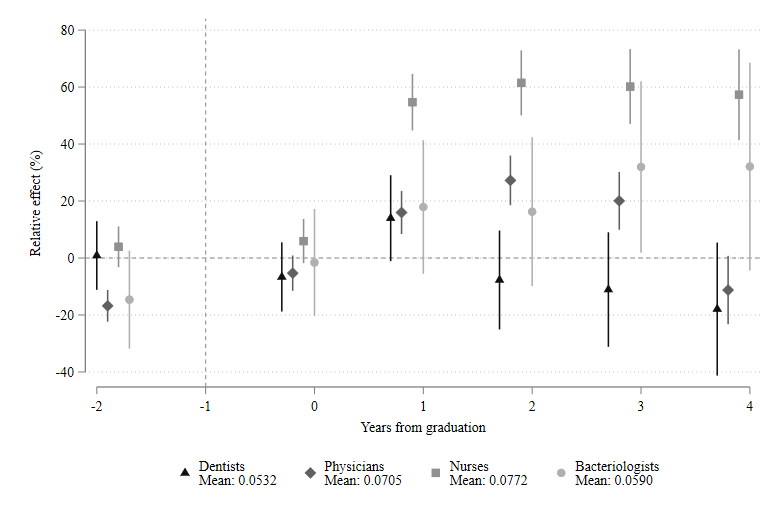 80
60
40
20
0
-20
-40
Relative effect (%)
-2 -1 0 1 2 3 4
Years from graduation
Dentists Physicians Nurses Bacteriologists
Mean: 0.0532 Mean: 0.0705 Mean: 0.0772 Mean: 0.0590